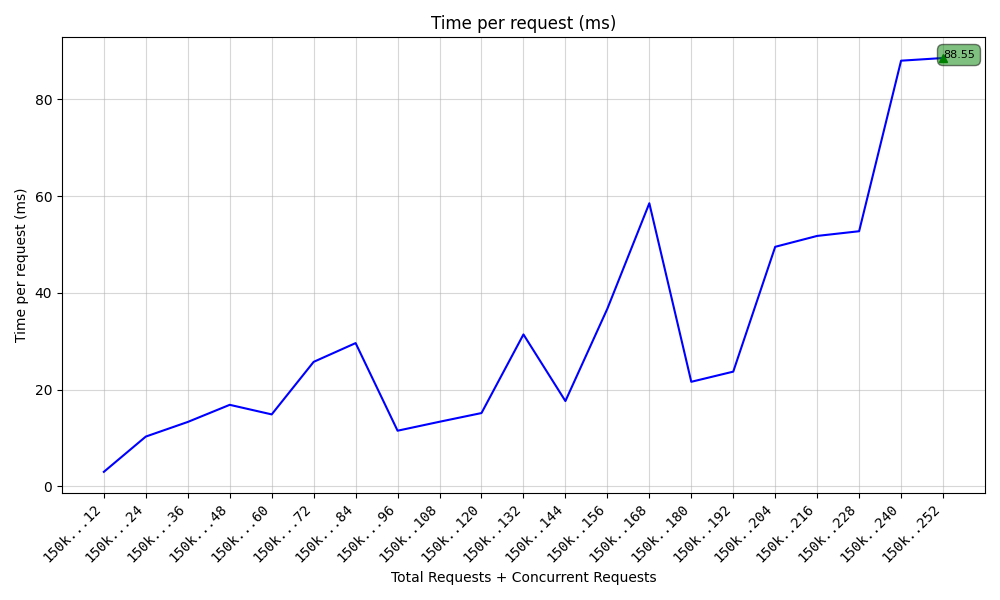 Time per request (ms)
88.55
Time per request (ms)
80
60
40
20
0
150k...12
150k...24
150k...36
150k...48
150k...60
150k...72
150k...84
150k...96
150k..108
150k..120
150k..132
150k..144
150k..156
150k..168
150k..180
150k..192
150k..204
150k..216
150k..228
150k..240
150k..252
Total Requests + Concurrent Requests